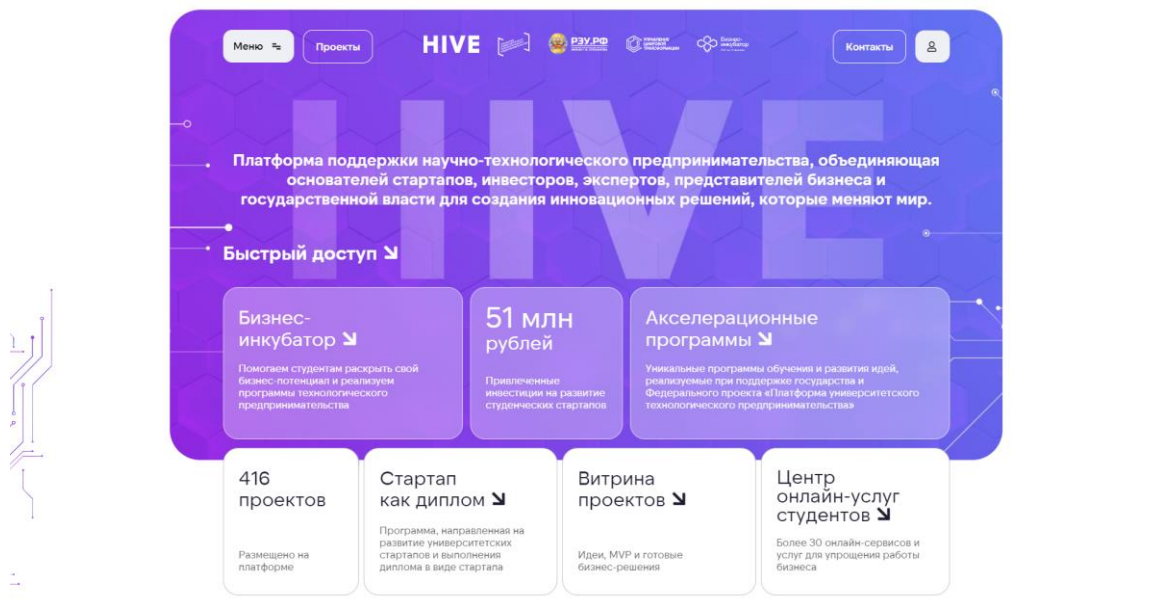 Меню
Проекты
HIVE
РЭУ.РФ
УПРАВЛЕНИЕ
ЦИФРОВОЙ
ТРАНСФОРМАЦИИ
Бизнес-
инкубатор
Контакты
HIVE
Платформа поддержки научно-технологического предпринимательства, объединяющая
основателей стартапов, инвесторов, экспертов, представителей бизнеса и
государственной власти для создания инновационных решений, которые меняют мир.
Быстрый доступ
Бизнес-
инкубатор
Помогаем студентам раскрыть свой
бизнес-потенциал и реализуем
программы технологического
предпринимательства
51 млн
рублей
Привлеченные
инвестиции на развитие
студенческих стартапов
Акселерационные
программы
Уникальные программы обучения и развития идей,
реализуемые при поддержке государства и
Федерального проекта «Платформа университетского
технологического предпринимательства»
416
проектов
Размещено на
платформе
Стартап
как диплом
Программа, направленная на
развитие университетских
стартапов и выполнения
диплома в виде стартапа
Витрина
проектов
Идеи, MVP и готовые
бизнес-решения
Центр
онлайн-услуг
студентов
Более 30 онлайн-сервисов и
услуг для упрощения работы
бизнеса